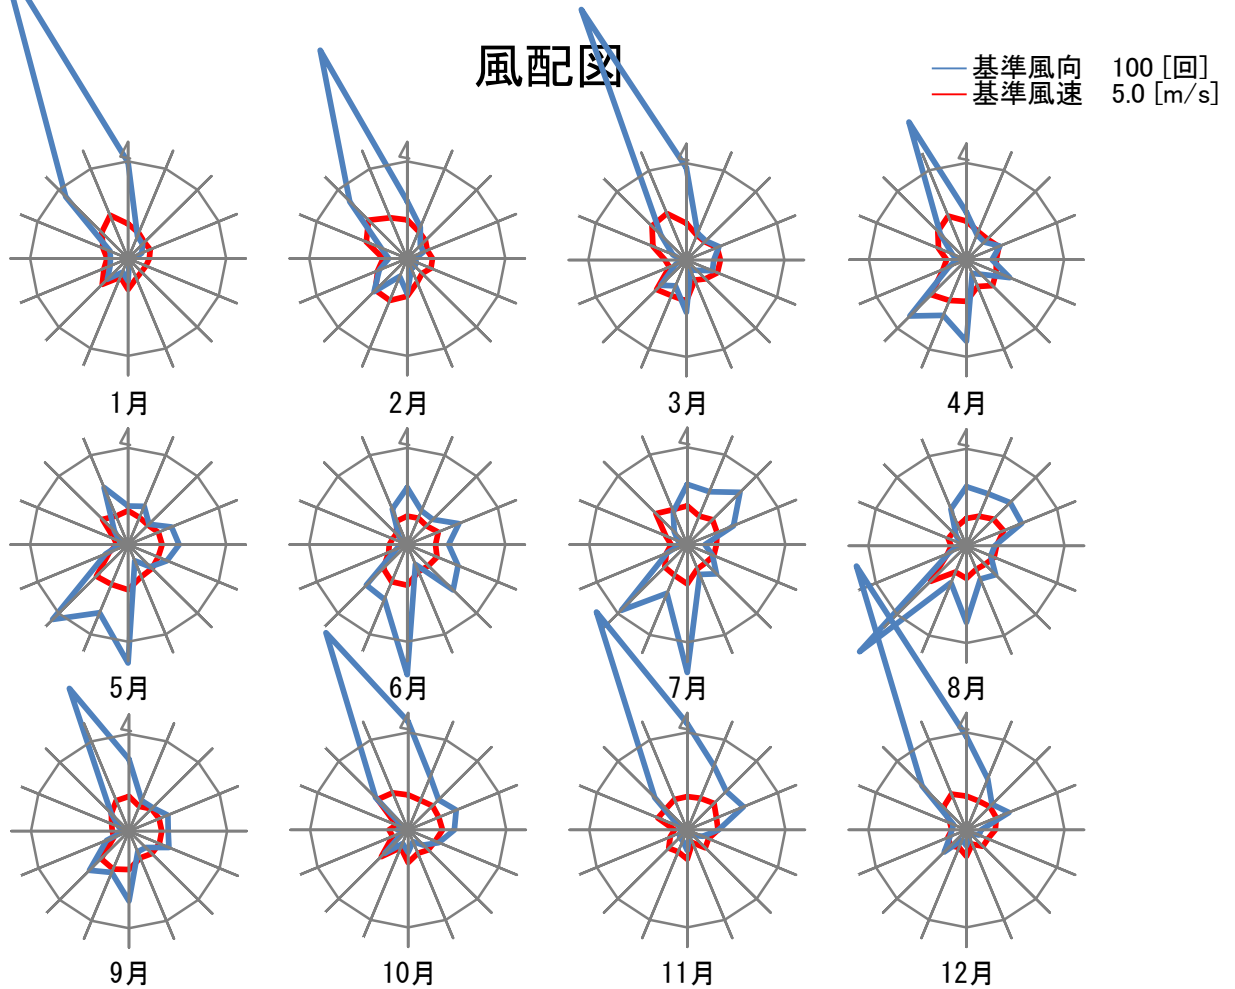 風配図
基準風向 100 [回]
基準風速 5.0 [m/s]
1月
2月
3月
4月
5月
6月
7月
8月
9月
10月
11月
12月